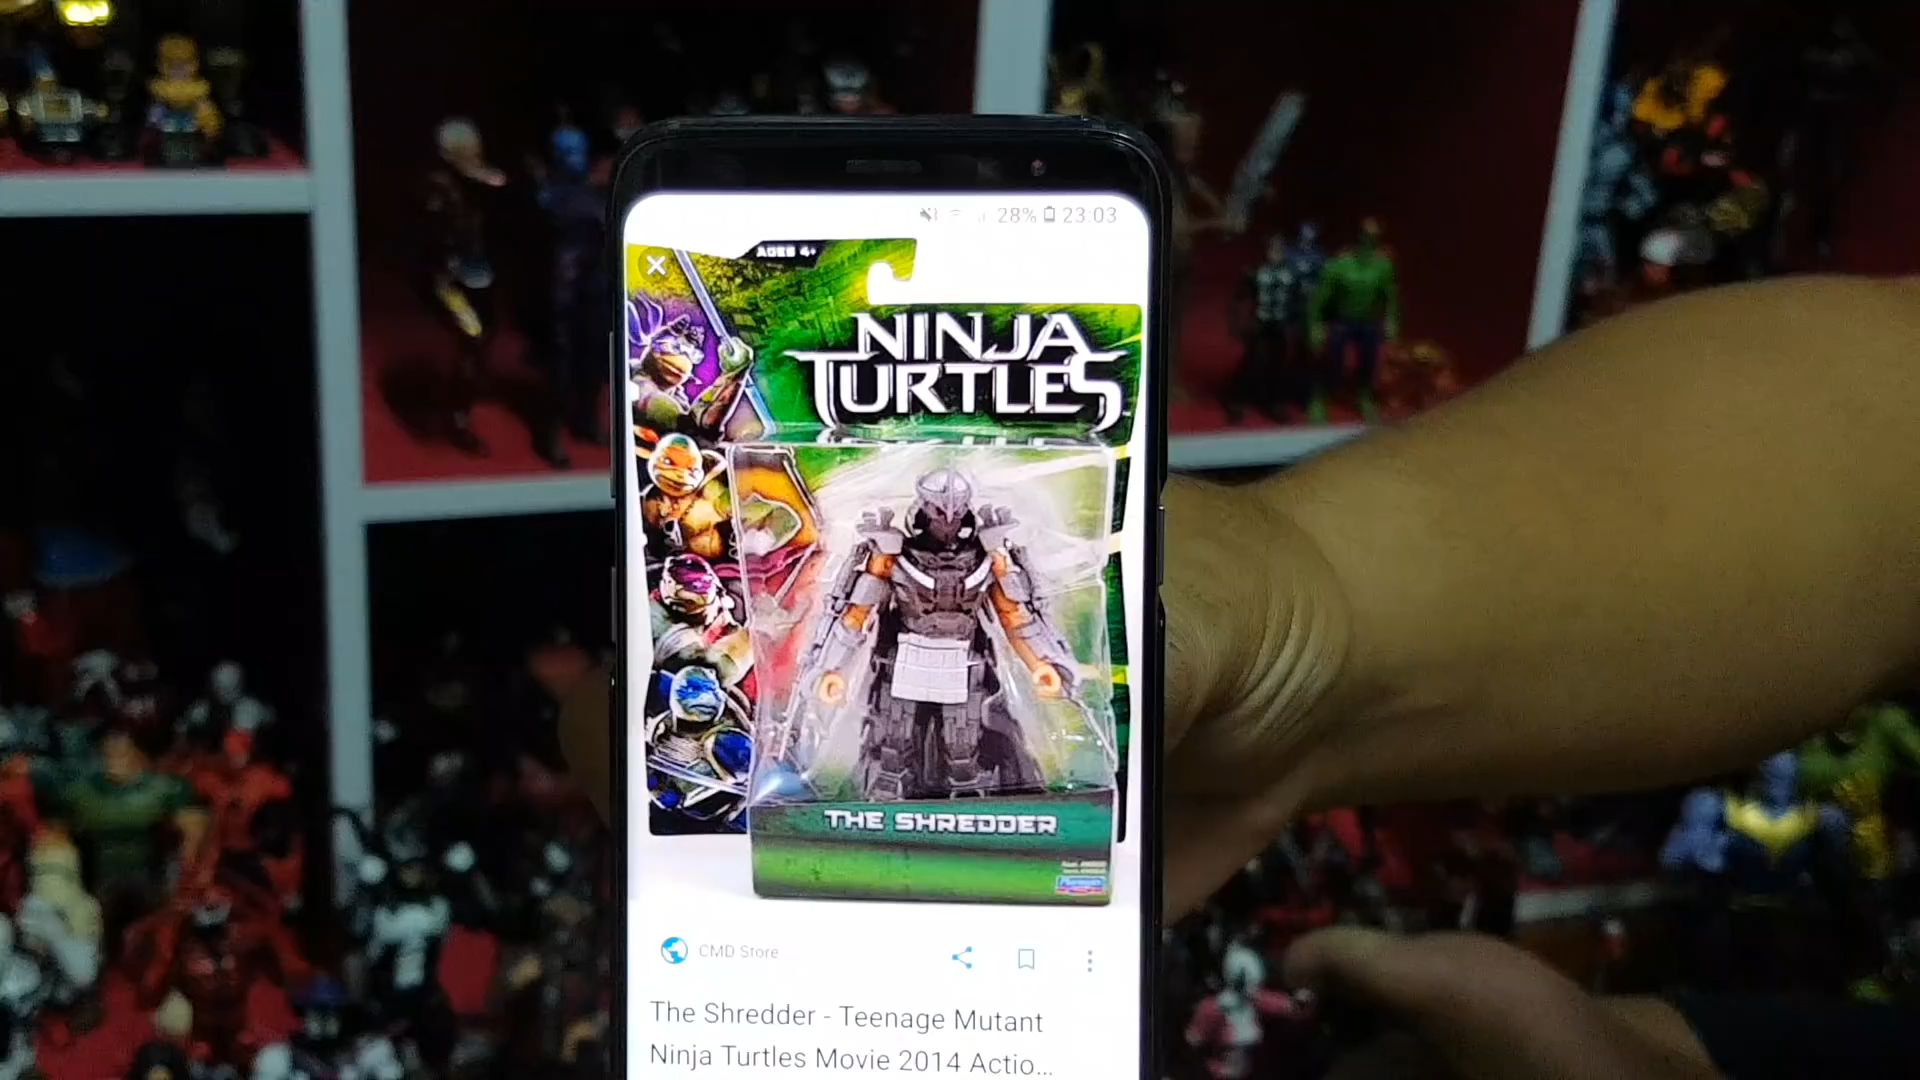 28% 23:03
AGES 4+
NINJA
TURTLES
THE SHREDDER
Playmates
CMD Store
The Shredder - Teenage Mutant
Ninja Turtles Movie 2014 Actio...